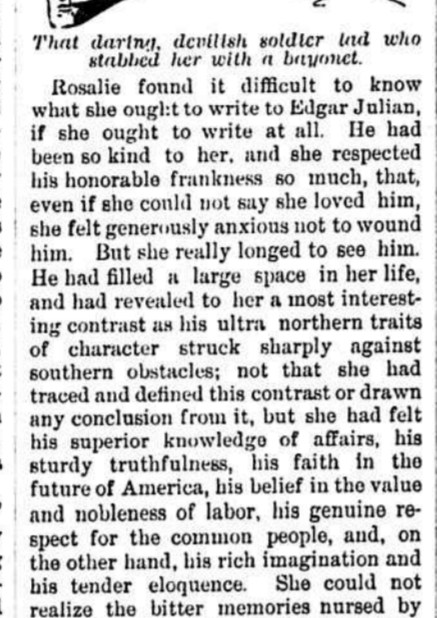 That daring, devilish soldier lad who
stabbed her with a bayonet.
Rosalie found it difficult to know
what she ought to write to Edgar Julian,
if she ought to write at all. He had
been so kind to her, and she respected
his honorable frankness so much, that,
even if she could not say she loved him,
she felt generously anxious not to wound
him. But she really longed to see him.
He had filled a large space in her life,
and had revealed to her a most interest-
ing contrast as his ultra northern traits
of character struck sharply against
southern obstacles; not that she had
traced and defined this contrast or drawn
any conclusion from it, but she had felt
his superior knowledge of affairs, his
sturdy truthfulness, his faith in the
future of America, his belief in the value
and nobleness of labor, his genuine re-
spect for the common people, and, on
the other hand, his rich imagination and
his tender eloquence. She could not
realize the bitter memories nursed by